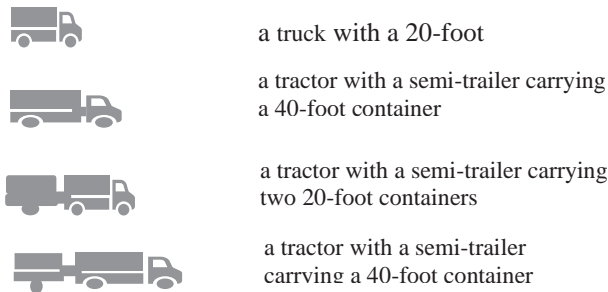 a truck with a 20-foot
a tractor with a semi-trailer carrying
a 40-foot container
a tractor with a semi-trailer carrying
two 20-foot containers
a tractor with a semi-trailer
carrying a 40-foot container